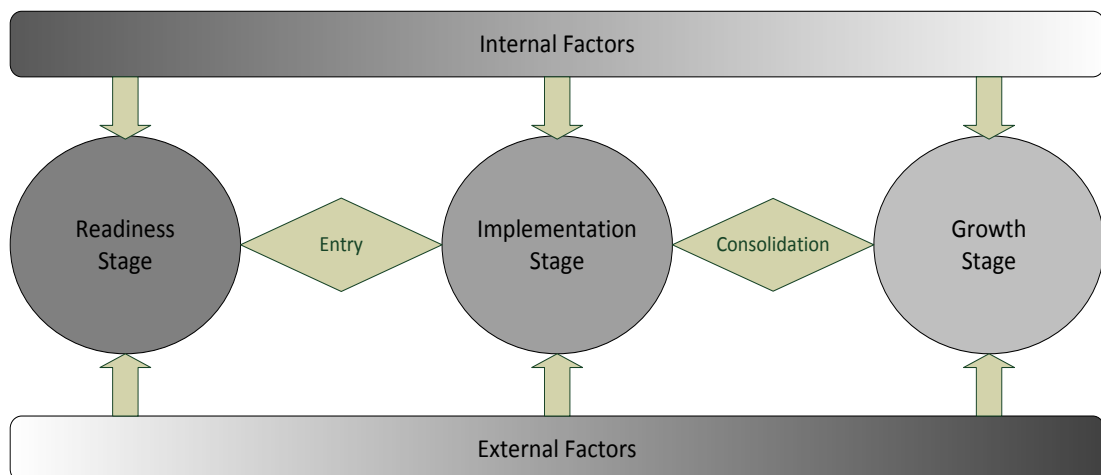 Internal Factors
Readiness
Stage
Entry
Implementation
Stage
Consolidation
Growth
Stage
External Factors